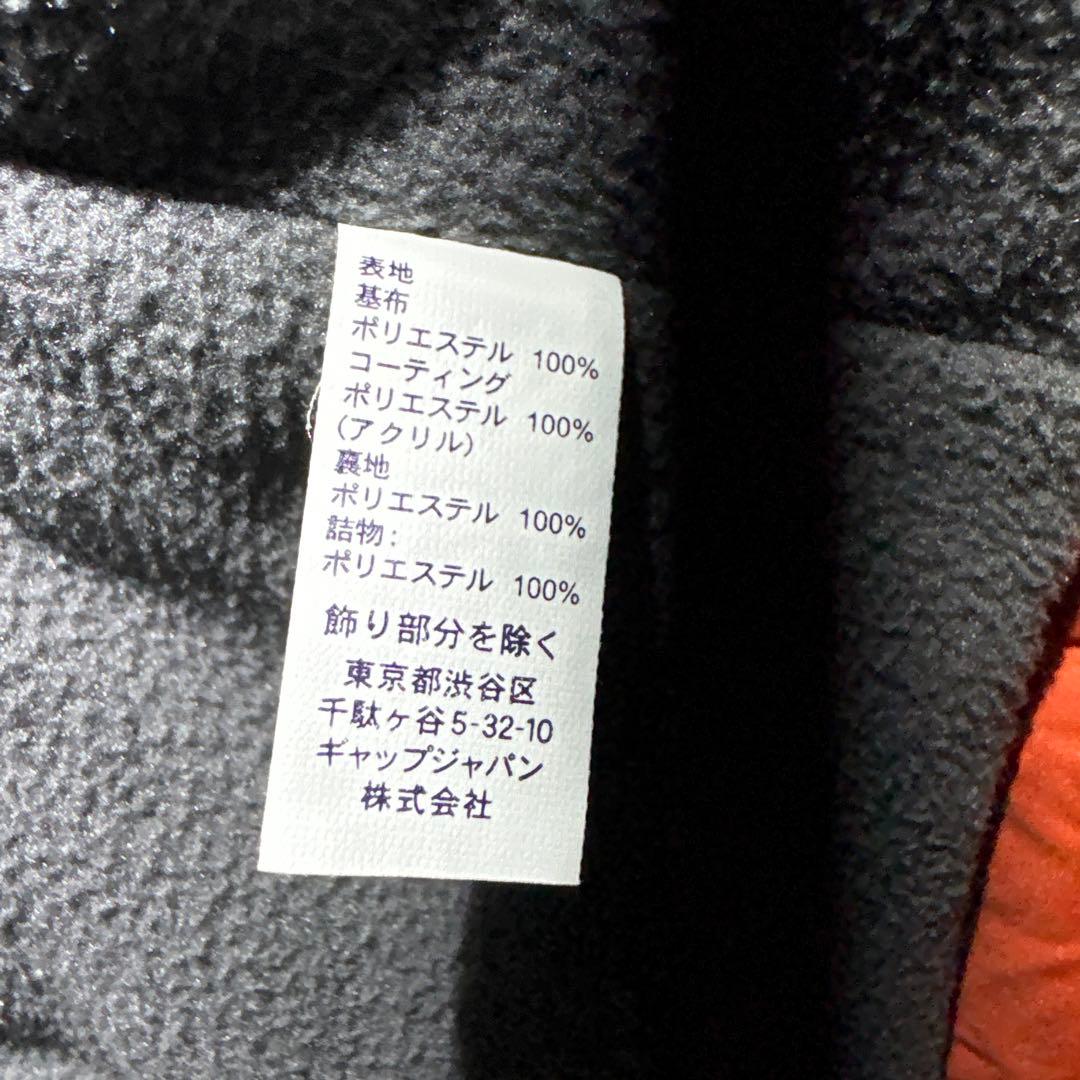 表地
基布
ポリエステル 100%
コーティング
ポリエステル 100%
(アクリル)
裏地
ポリエステル 100%
詰物:
ポリエステル 100%
飾り部分を除く
東京都渋谷区
千駄ヶ谷5-32-10
ギャップジャパン
株式会社